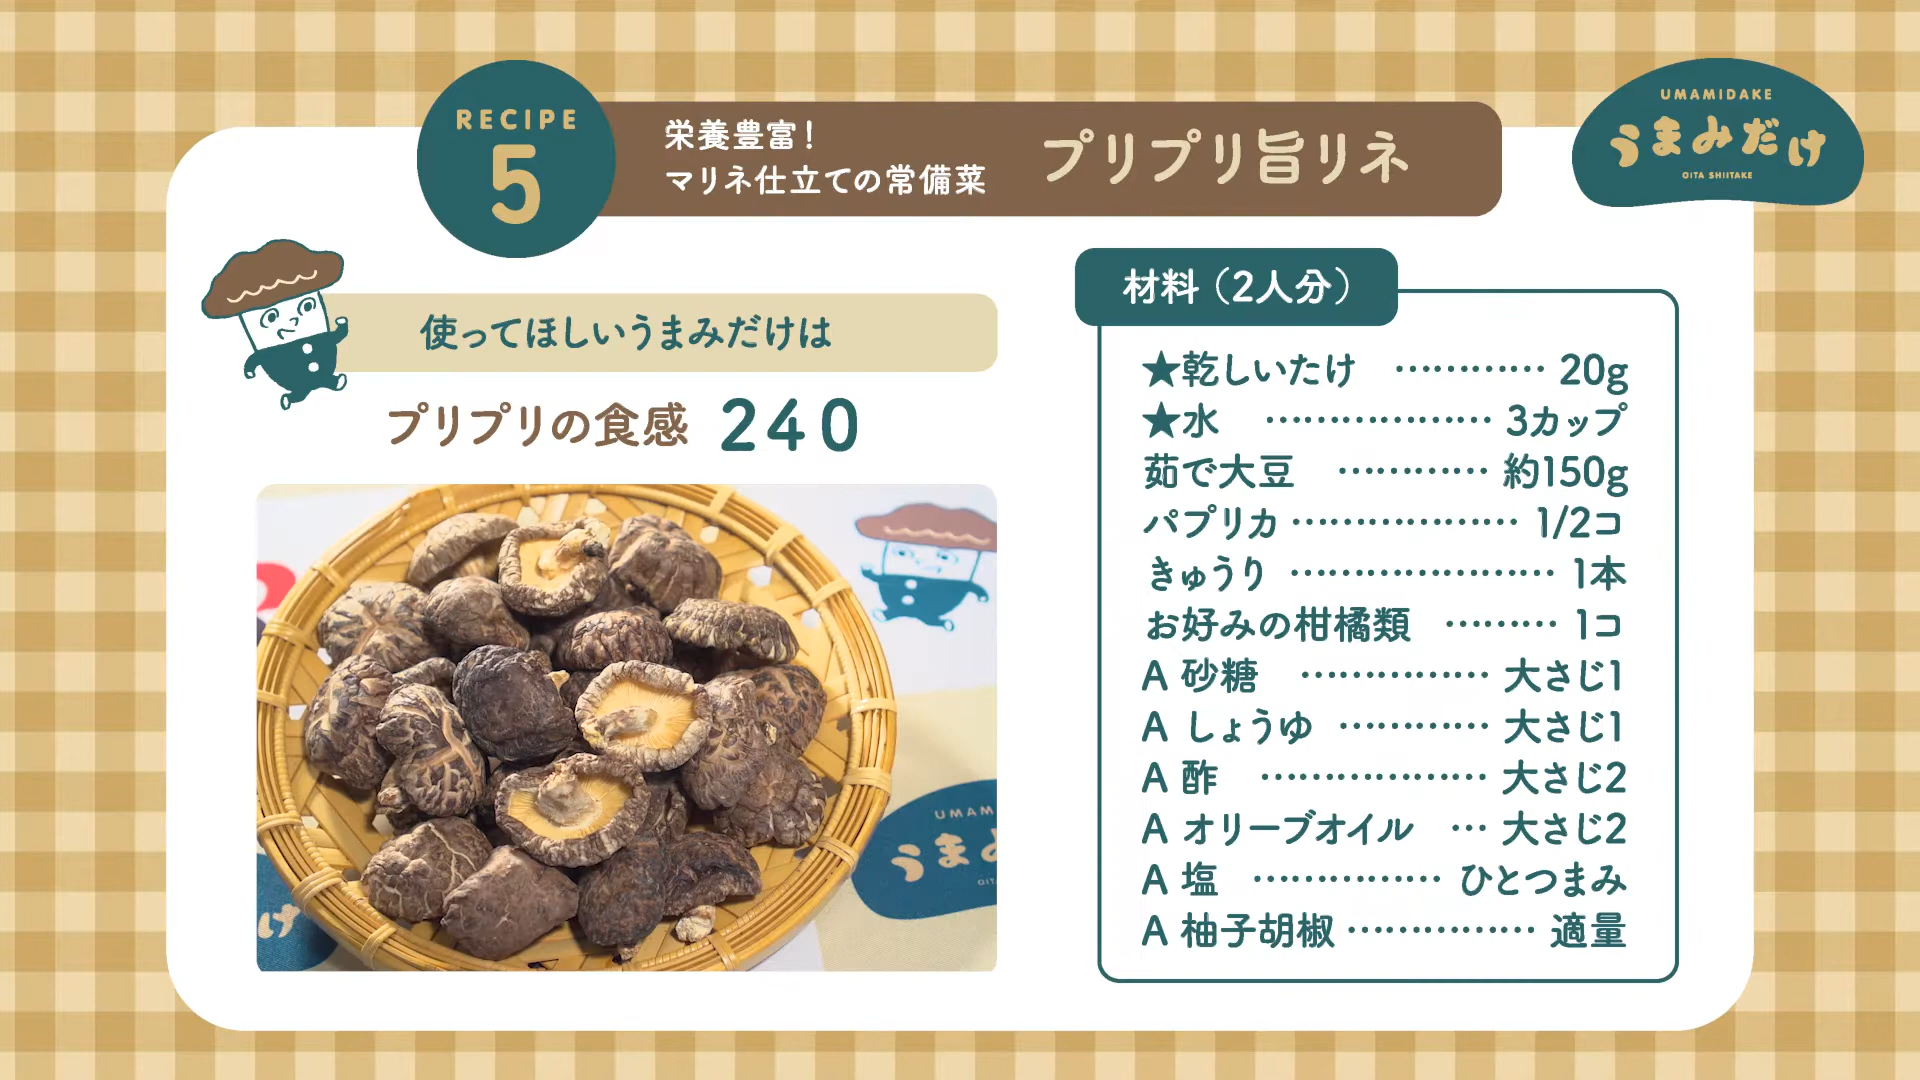 RECIPE
5
栄養豊富！
マリネ仕立ての常備菜
プリプリ旨リネ
UMAMIDAKE
うまみだけ
OITA SHIITAKE
使ってほしいうまみだけは
プリプリの食感 240
材料（2人分）
★乾しいたけ ………… 20g
★水 ……………… 3カップ
茹で大豆 ………… 約150g
パプリカ ……………… 1/2コ
きゅうり ………………… 1本
お好みの柑橘類 ……… 1コ
A 砂糖 …………… 大さじ1
A しょうゆ ………… 大さじ1
A 酢 ……………… 大さじ2
A オリーブオイル … 大さじ2
A 塩 …………… ひとつまみ
A 柚子胡椒 …………… 適量
UMAM
うまみ
OIT
け